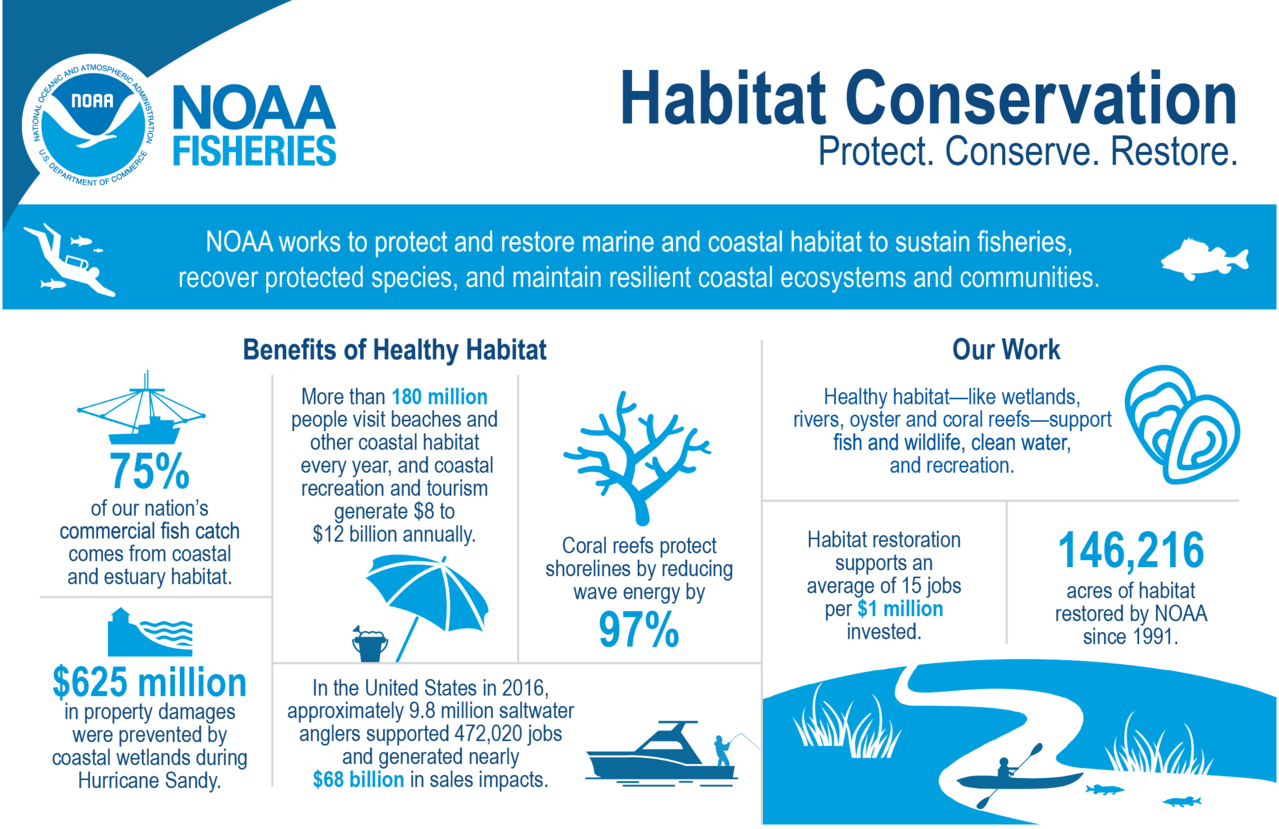 NATIONAL OCEANIC AND ATMOSPHERIC ADMINISTRATION
NOAA
U.S. DEPARTMENT OF COMMERCE
NOAA
FISHERIES
Habitat Conservation
Protect. Conserve. Restore.
NOAA works to protect and restore marine and coastal habitat to sustain fisheries,
recover protected species, and maintain resilient coastal ecosystems and communities.
Benefits of Healthy Habitat
75%
of our nation's
commercial fish catch
comes from coastal
and estuary habitat.
$625 million
in property damages
were prevented by
coastal wetlands during
Hurricane Sandy.
More than 180 million
people visit beaches and
other coastal habitat
every year, and coastal
recreation and tourism
generate $8 to
$12 billion annually.
Coral reefs protect
shorelines by reducing
wave energy by
97%
In the United States in 2016,
approximately 9.8 million saltwater
anglers supported 472,020 jobs
and generated nearly
$68 billion in sales impacts.
Our Work
Healthy habitat—like wetlands,
rivers, oyster and coral reefs—support
fish and wildlife, clean water,
and recreation.
Habitat restoration
supports an
average of 15 jobs
per $1 million
invested.
146,216
acres of habitat
restored by NOAA
since 1991.